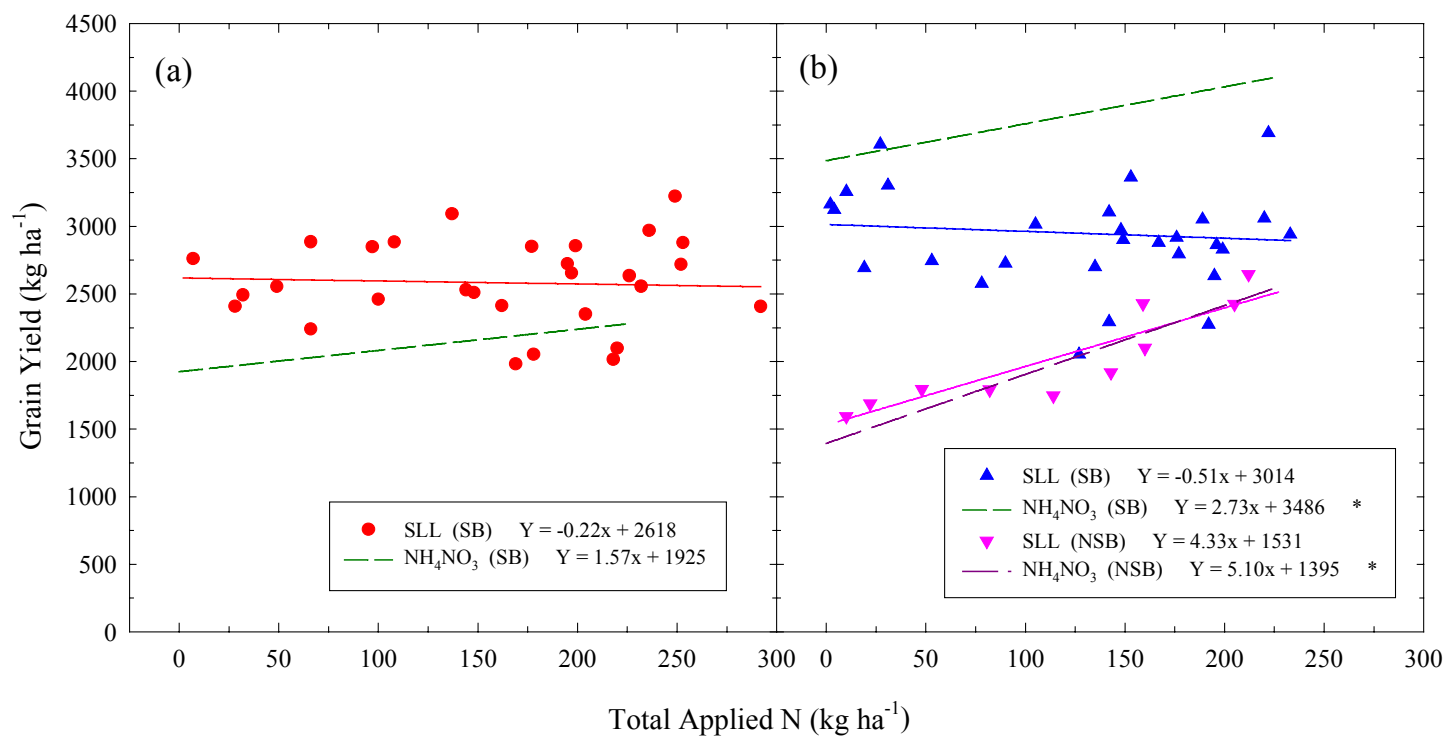 (a)
(b)
Grain Yield (kg ha⁻¹)
4500
4000
3500
3000
2500
2000
1500
1000
500
0
SLL (SB) Y = -0.22x + 2618
NH₄NO₃ (SB) Y = 1.57x + 1925
SLL (SB) Y = -0.51x + 3014
NH₄NO₃ (SB) Y = 2.73x + 3486 *
SLL (NSB) Y = 4.33x + 1531
NH₄NO₃ (NSB) Y = 5.10x + 1395 *
0 50 100 150 200 250 300
0 50 100 150 200 250 300
Total Applied N (kg ha⁻¹)